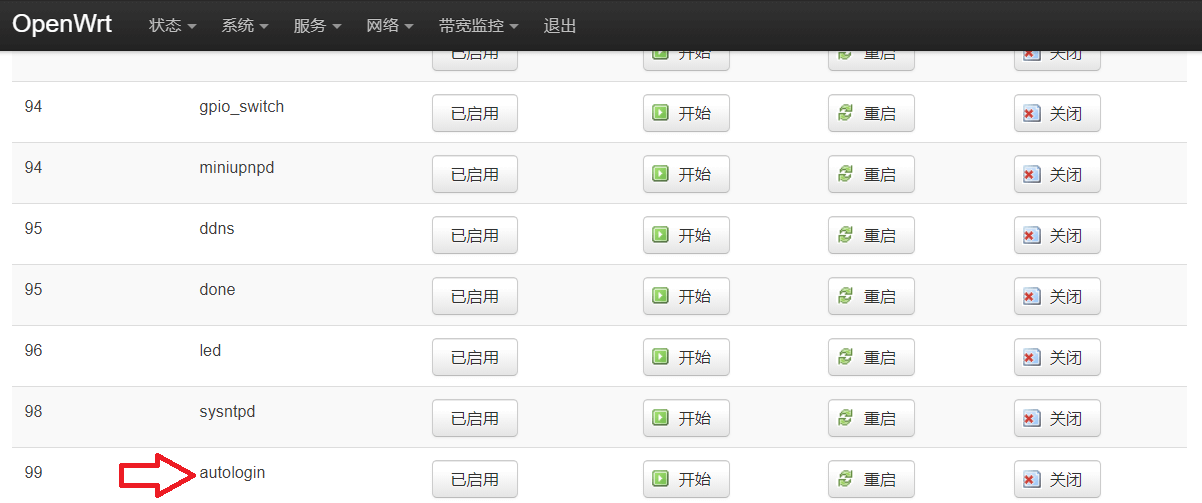 OpenWrt 状态 系统 服务 网络 带宽监控 退出
已启用 开始 重启 关闭
94 gpio_switch 已启用 开始 重启 关闭
94 miniupnpd 已启用 开始 重启 关闭
95 ddns 已启用 开始 重启 关闭
95 done 已启用 开始 重启 关闭
96 led 已启用 开始 重启 关闭
98 sysntpd 已启用 开始 重启 关闭
99 autologin 已启用 开始 重启 关闭